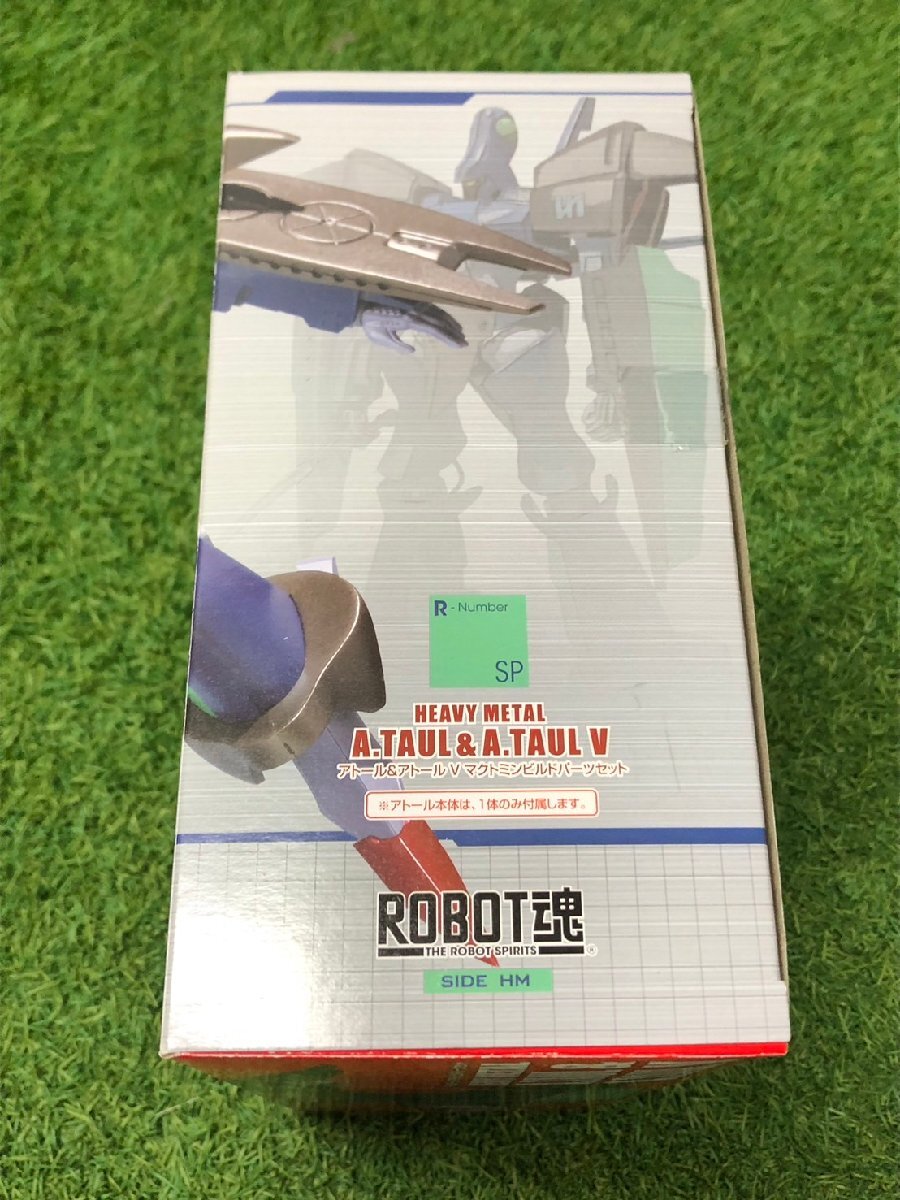 R - Number
SP
HEAVY METAL
A.TAUL & A.TAUL V
アトール&アトール V マクトミンビルドパーツセット
※アトール本体は、1体のみ付属します。
ROBOT魂
THE ROBOT SPIRITS ®
SIDE HM